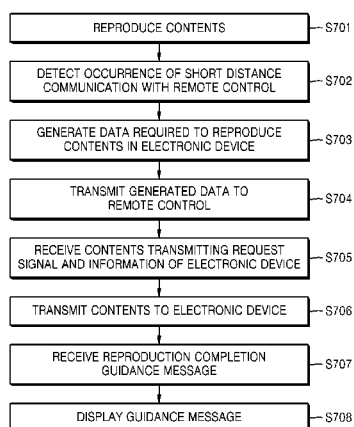 REPRODUCE CONTENTS
S701
DETECT OCCURRENCE OF SHORT DISTANCE
COMMUNICATION WITH REMOTE CONTROL
S702
GENERATE DATA REQUIRED TO REPRODUCE
CONTENTS IN ELECTRONIC DEVICE
S703
TRANSMIT GENERATED DATA TO
REMOTE CONTROL
S704
RECEIVE CONTENTS TRANSMITTING REQUEST
SIGNAL AND INFORMATION OF ELECTRONIC DEVICE
S705
TRANSMIT CONTENTS TO ELECTRONIC DEVICE
S706
RECEIVE REPRODUCTION COMPLETION
GUIDANCE MESSAGE
S707
DISPLAY GUIDANCE MESSAGE
S708